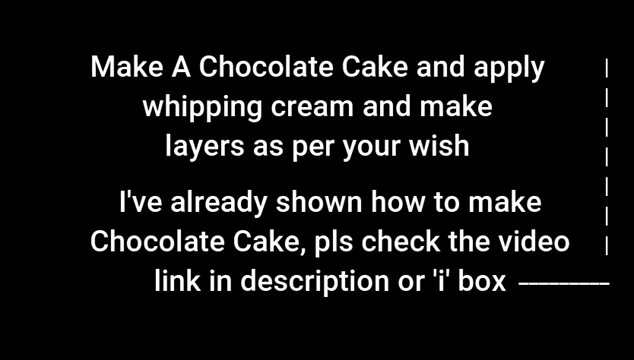 Make A Chocolate Cake and apply
whipping cream and make
layers as per your wish
I've already shown how to make
Chocolate Cake, pls check the video
link in description or 'i' box